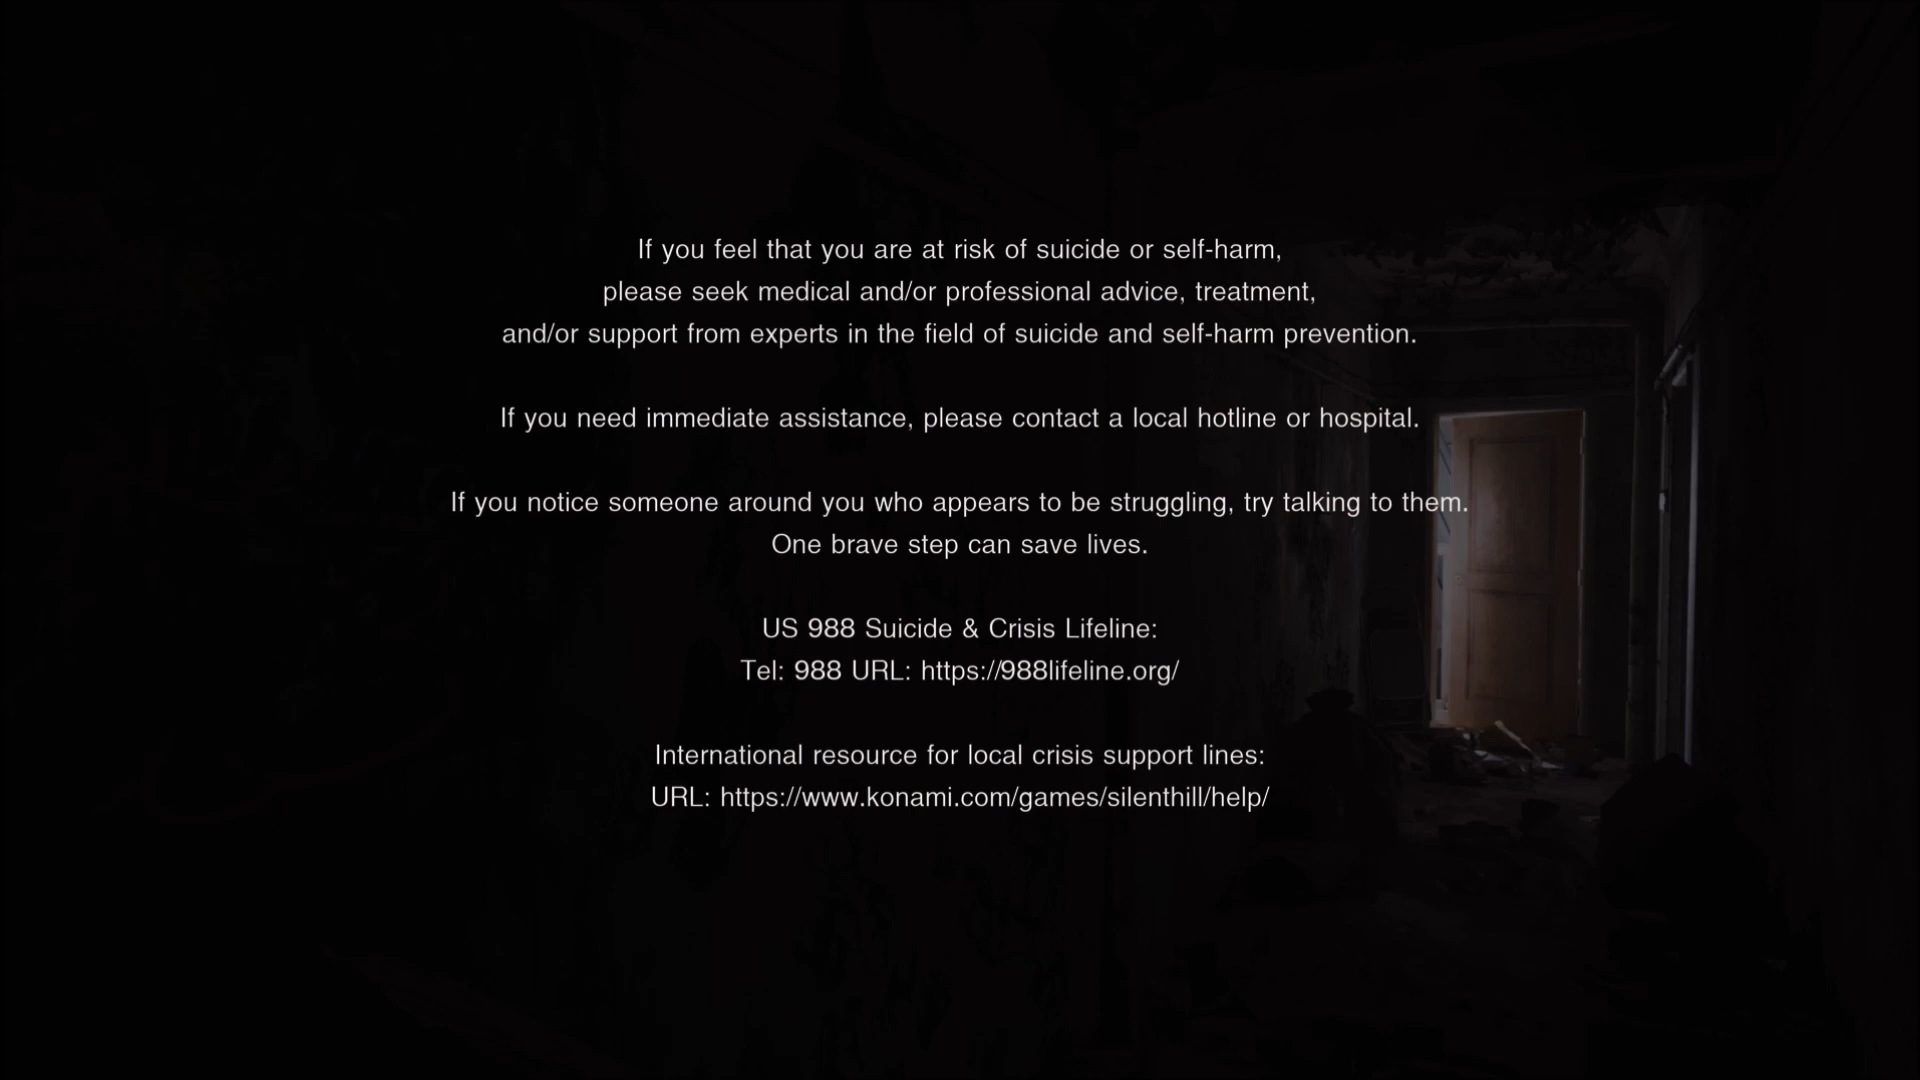 If you feel that you are at risk of suicide or self-harm,
please seek medical and/or professional advice, treatment,
and/or support from experts in the field of suicide and self-harm prevention.
If you need immediate assistance, please contact a local hotline or hospital.
If you notice someone around you who appears to be struggling, try talking to them.
One brave step can save lives.
US 988 Suicide & Crisis Lifeline:
Tel: 988 URL: https://988lifeline.org/
International resource for local crisis support lines:
URL: https://www.konami.com/games/silenthill/help/